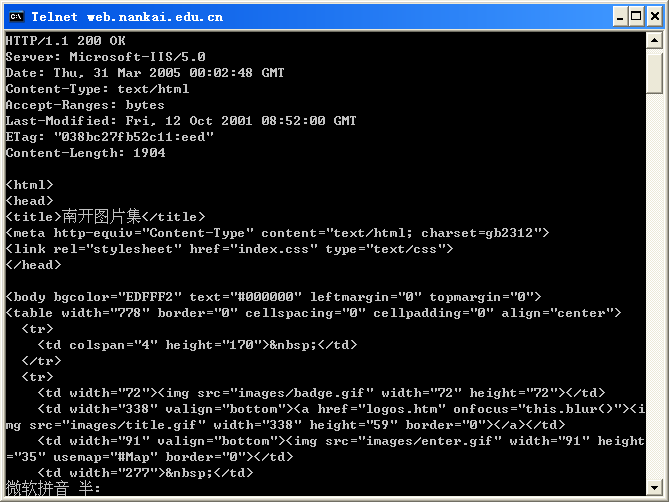 Telnet web.nankai.edu.cn
HTTP/1.1 200 OK
Server: Microsoft-IIS/5.0
Date: Thu, 31 Mar 2005 00:02:48 GMT
Content-Type: text/html
Accept-Ranges: bytes
Last-Modified: Fri, 12 Oct 2001 08:52:00 GMT
ETag: "038bc27fb52c11:eed"
Content-Length: 1904
<html>
<head>
<title>南开图片集</title>
<meta http-equiv="Content-Type" content="text/html; charset=gb2312">
<link rel="stylesheet" href="index.css" type="text/css">
</head>
<body bgcolor="EDFFF2" text="#000000" leftmargin="0" topmargin="0">
<table width="778" border="0" cellspacing="0" cellpadding="0" align="center">
  <tr>
    <td colspan="4" height="170">&nbsp;</td>
  </tr>
  <tr>
    <td width="72"><img src="images/badge.gif" width="72" height="72"></td>
    <td width="338" valign="bottom"><a href="logos.htm" onfocus="this.blur()"><i
mg src="images/title.gif" width="338" height="59" border="0"></a></td>
    <td width="91" valign="bottom"><img src="images/enter.gif" width="91" height
="35" usemap="#Map" border="0"></td>
    <td width="277">&nbsp;</td>
微软拼音 半: